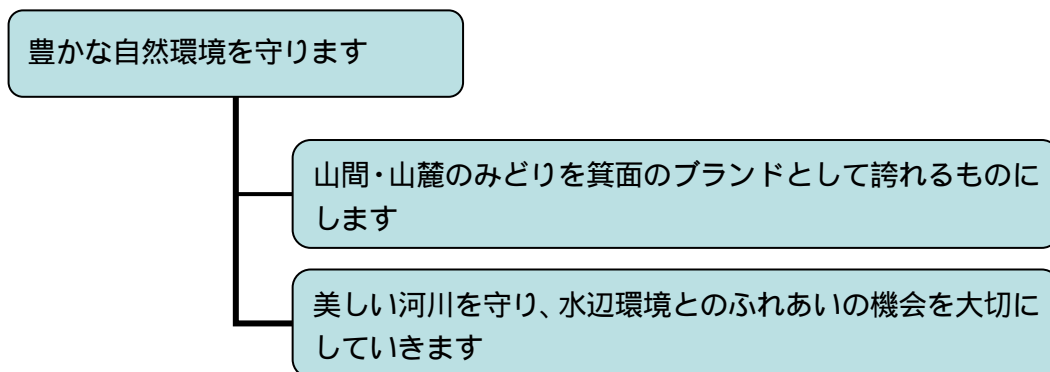 豊かな自然環境を守ります
山間・山麓のみどりを箕面のブランドとして誇れるものに
します
美しい河川を守り、水辺環境とのふれあいの機会を大切に
していきます